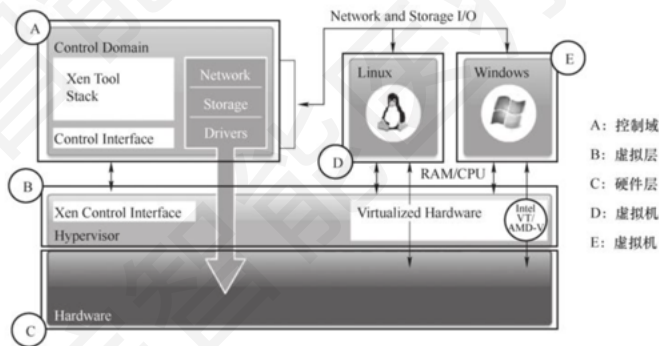 Network and Storage I/O
A
Control Domain
Xen Tool
Stack
Control Interface
Network
Storage
Drivers
Linux
Windows
E
D
RAM/CPU
B
Xen Control Interface
Hypervisor
Virtualized Hardware
Intel
VT/
AMD-V
Hardware
C
A：控制域
B：虚拟层
C：硬件层
D：虚拟机
E：虚拟机